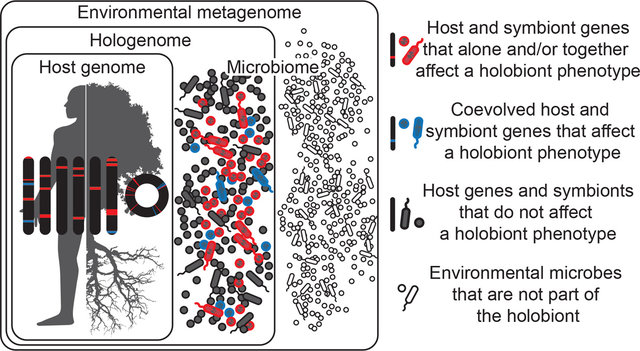 Environmental metagenome
Hologenome
Host genome
Microbiome
Host and symbiont genes
that alone and/or together
affect a holobiont phenotype
Coevolved host and
symbiont genes that affect
a holobiont phenotype
Host genes and symbionts
that do not affect
a holobiont phenotype
Environmental microbes
that are not part of
the holobiont